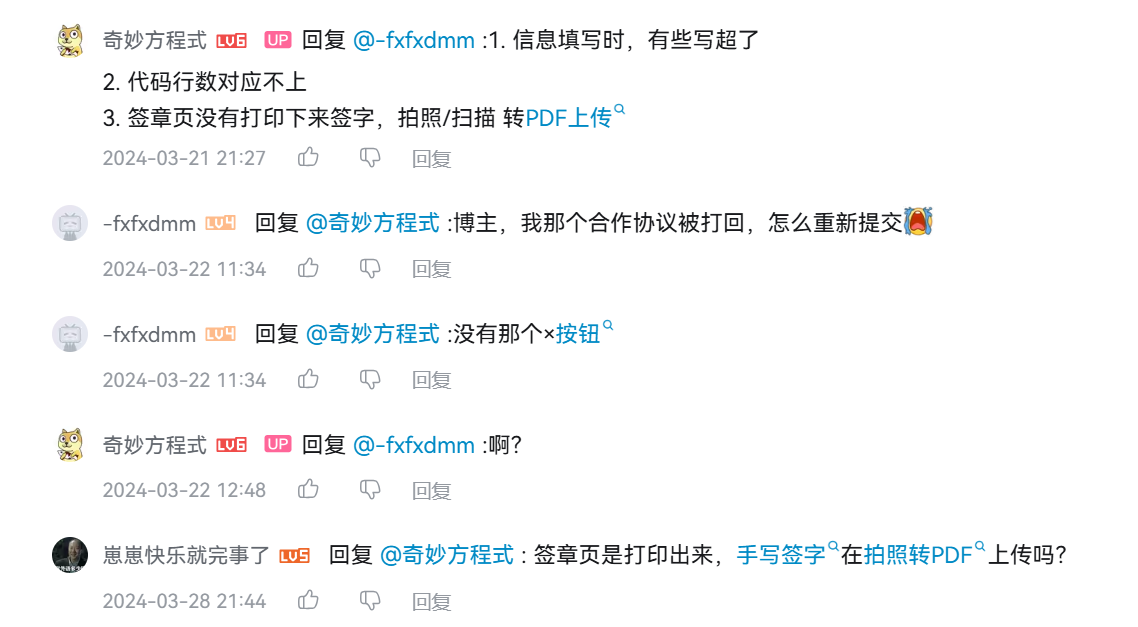 奇妙方程式 LV6 UP 回复 @-fxfxdmm :1. 信息填写时，有些写超了
2. 代码行数对应不上
3. 签章页没有打印下来签字，拍照/扫描 转PDF上传
2024-03-21 21:27 回复
-fxfxdmm LV4 回复 @奇妙方程式 :博主，我那个合作协议被打回，怎么重新提交
2024-03-22 11:34 回复
-fxfxdmm LV4 回复 @奇妙方程式 :没有那个×按钮
2024-03-22 11:34 回复
奇妙方程式 LV6 UP 回复 @-fxfxdmm :啊？
2024-03-22 12:48 回复
崽崽快乐就完事了 LV5 回复 @奇妙方程式 : 签章页是打印出来，手写签字在拍照转PDF上传吗？
2024-03-28 21:44 回复